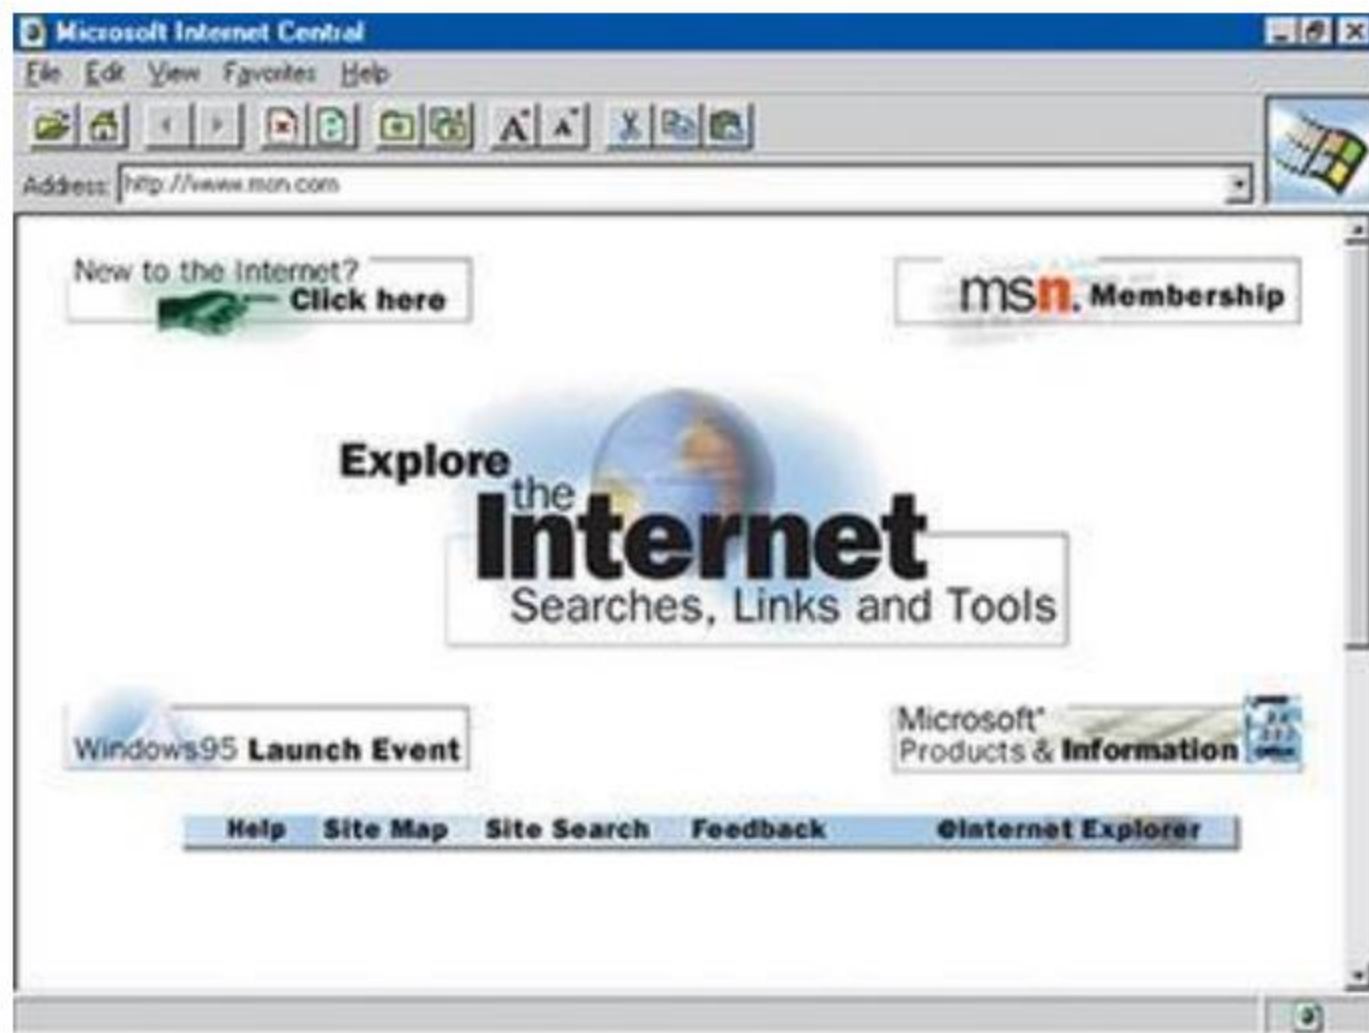 Microsoft Internet Central
File Edit View Favorites Help
A A
Address: http://www.msn.com
New to the Internet?
Click here
msn. Membership
Explore
the
Internet
Searches, Links and Tools
Windows95 Launch Event
Microsoft
Products & Information
Help Site Map Site Search Feedback @Internet Explorer